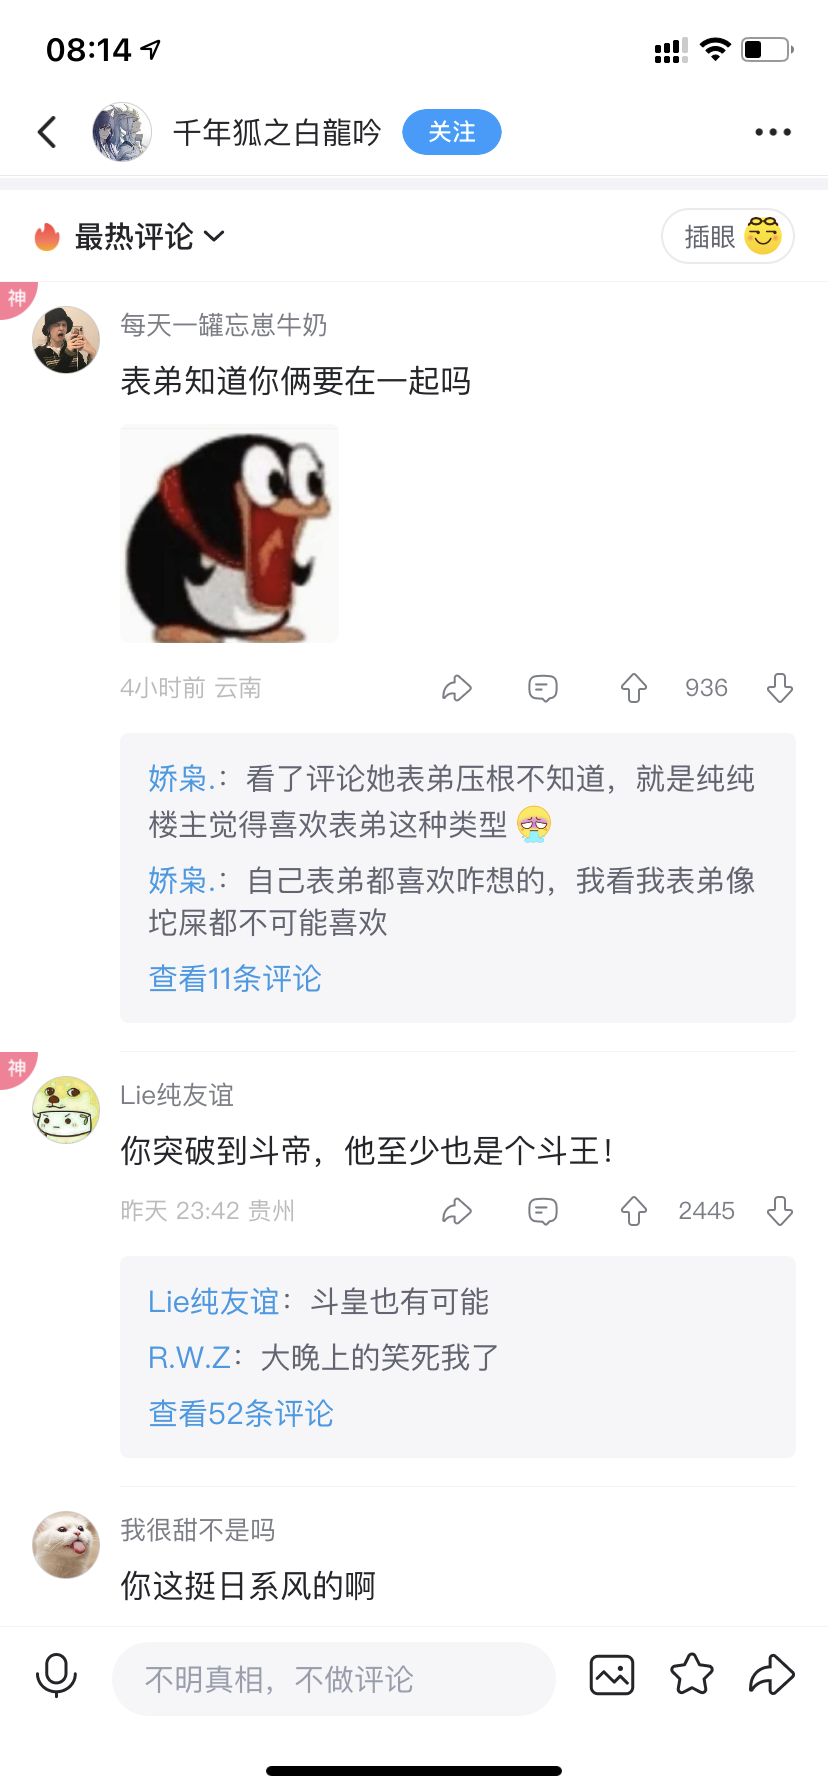 08:14
千年狐之白龍吟
关注
最热评论
插眼
神
每天一罐忘崽牛奶
表弟知道你俩要在一起吗
4小时前 云南
936
娇枭.：看了评论她表弟压根不知道，就是纯纯
楼主觉得喜欢表弟这种类型
娇枭.：自己表弟都喜欢咋想的，我看我表弟像
坨屎都不可能喜欢
查看11条评论
神
Lie纯友谊
你突破到斗帝，他至少也是个斗王！
昨天 23:42 贵州
2445
Lie纯友谊：斗皇也有可能
R.W.Z：大晚上的笑死我了
查看52条评论
我很甜不是吗
你这挺日系风的啊
不明真相，不做评论